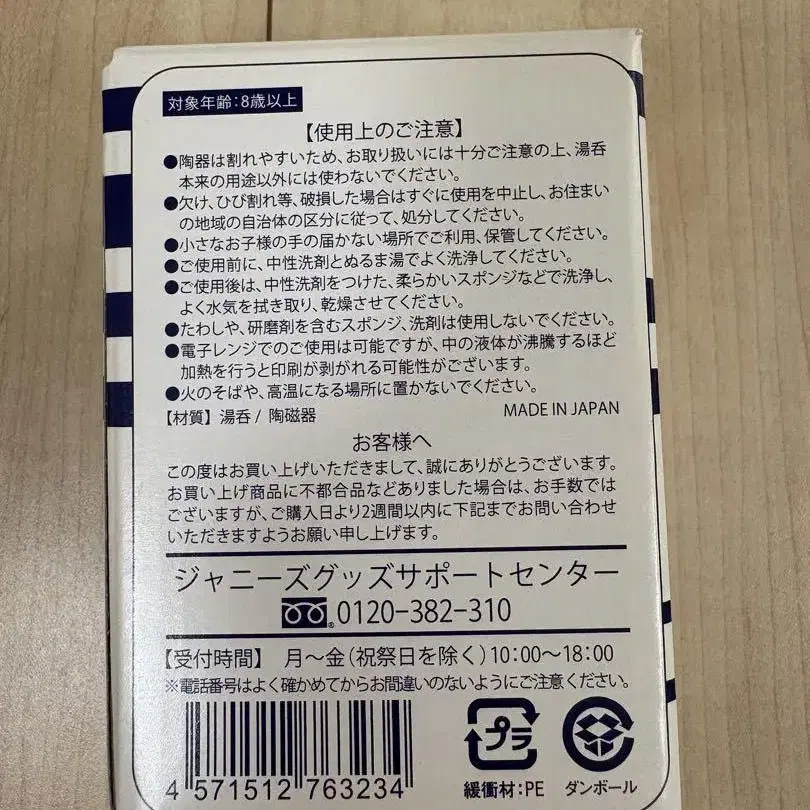 対象年齢：8歳以上
【使用上のご注意】
●陶器は割れやすいため、お取り扱いには十分ご注意の上、湯呑
本来の用途以外には使わないでください。
●欠け、ひび割れ等、破損した場合はすぐに使用を中止し、お住まい
の地域の自治体の区分に従って、処分してください。
●小さなお子様の手の届かない場所でご利用、保管してください。
●ご使用前に、中性洗剤とぬるま湯でよく洗浄してください。
●ご使用後は、中性洗剤をつけた、柔らかいスポンジなどで洗浄し、
よく水気を拭き取り、乾燥させてください。
●たわしや、研磨剤を含むスポンジ、洗剤は使用しないでください。
●電子レンジでのご使用は可能ですが、中の液体が沸騰するほど
加熱を行うと印刷が剥がれる可能性がございます。
●火のそばや、高温になる場所に置かないでください。
【材質】湯呑 / 陶磁器 MADE IN JAPAN
お客様へ
この度はお買い上げいただきまして、誠にありがとうございます。
お買い上げ商品に不都合品などありました場合は、お手数では
ございますが、ご購入日より2週間以内に下記までお問い合わせ
いただきますようお願い申し上げます。
ジャニーズグッズサポートセンター
® 0120-382-310
【受付時間】 月〜金（祝祭日を除く）10:00〜18:00
※電話番号はよく確かめてからお間違いのないようにご注意ください。
4 571512 763234
プラ
緩衝材：PE
ダンボール